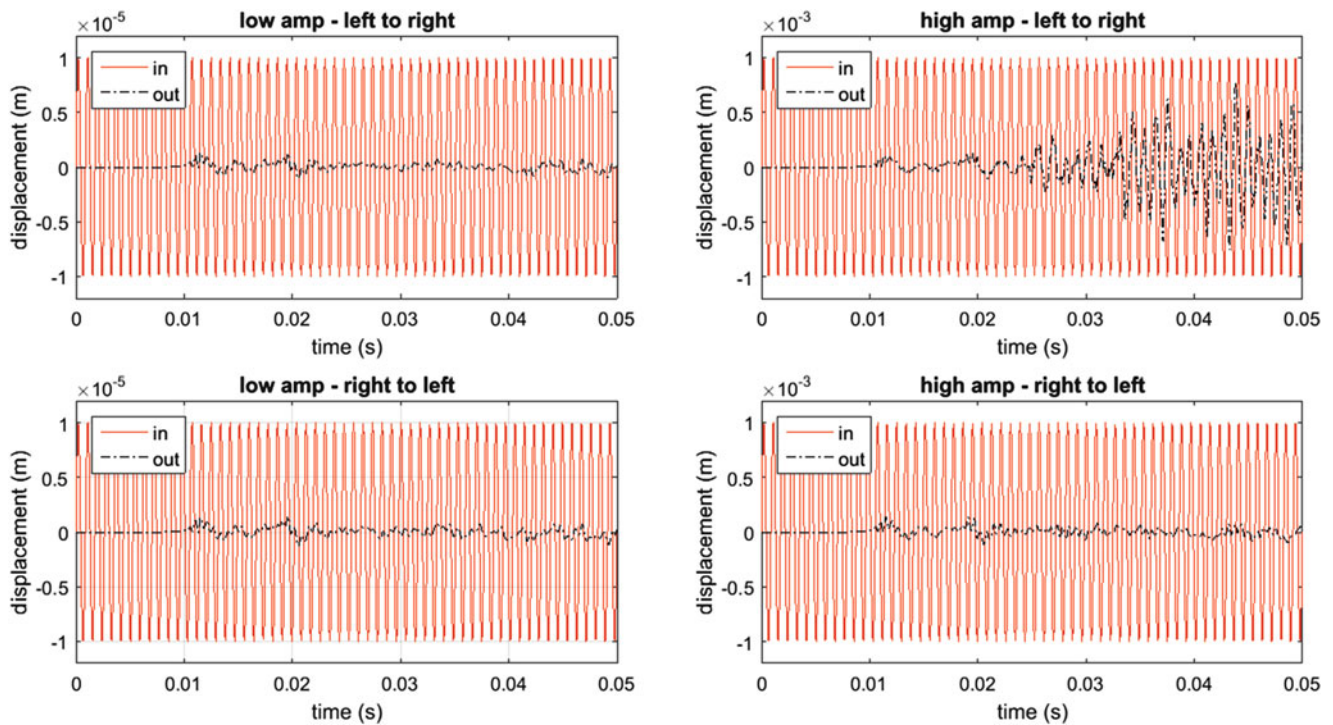 low amp - left to right
×10-5
1
0.5
0
-0.5
-1
displacement (m)
in
out
0 0.01 0.02 0.03 0.04 0.05
time (s)
high amp - left to right
×10-3
1
0.5
0
-0.5
-1
displacement (m)
in
out
0 0.01 0.02 0.03 0.04 0.05
time (s)
low amp - right to left
×10-5
1
0.5
0
-0.5
-1
displacement (m)
in
out
0 0.01 0.02 0.03 0.04 0.05
time (s)
high amp - right to left
×10-3
1
0.5
0
-0.5
-1
displacement (m)
in
out
0 0.01 0.02 0.03 0.04 0.05
time (s)